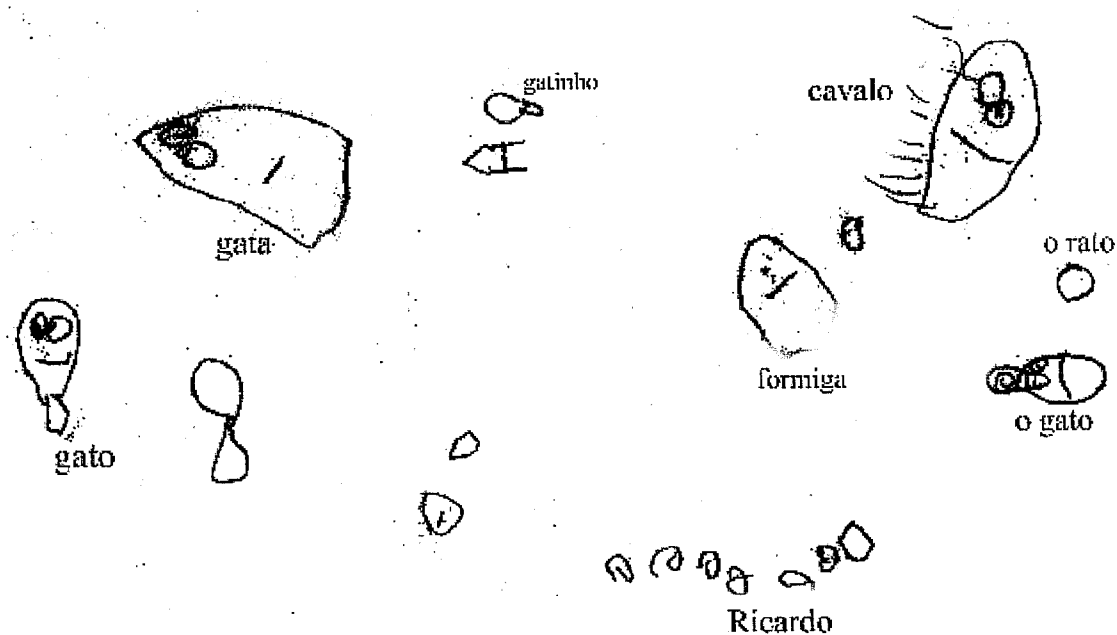 gatinho
cavalo
gata
o rato
formiga
o gato
gato
Ricardo